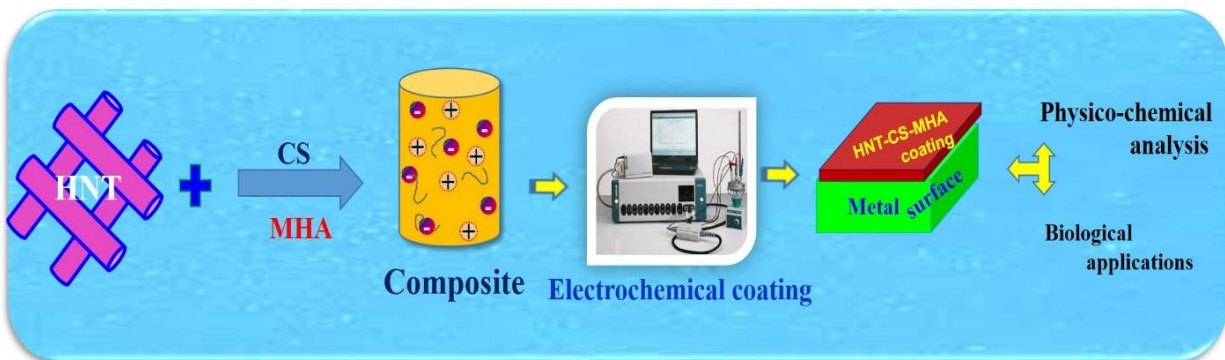 HNT
CS
MHA
Composite
Electrochemical coating
HNT-CS-MHA
coating
Metal surface
Physico-chemical
analysis
Biological
applications